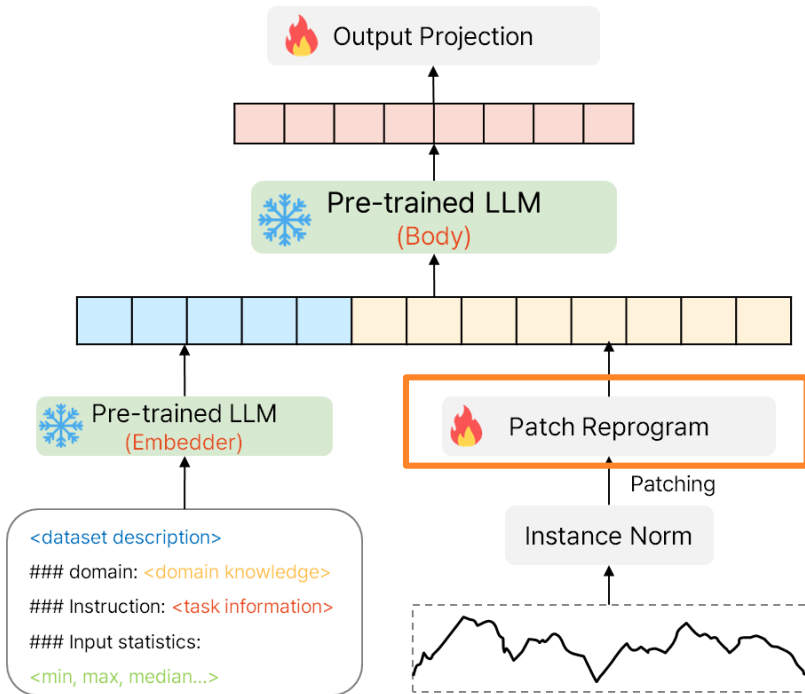 Output Projection
Pre-trained LLM
(Body)
Pre-trained LLM
(Embedder)
Patch Reprogram
Patching
Instance Norm
<dataset description>
### domain: <domain knowledge>
### Instruction: <task information>
### Input statistics:
<min, max, median...>